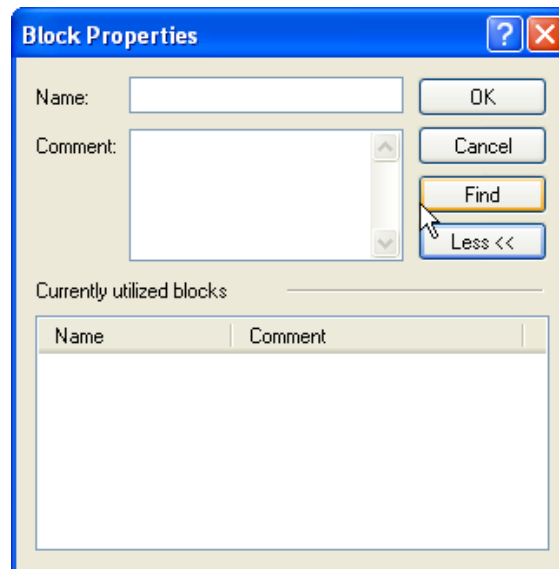 Block Properties
Name:
OK
Comment:
Cancel
Find
Less <<
Currently utilized blocks
Name Comment